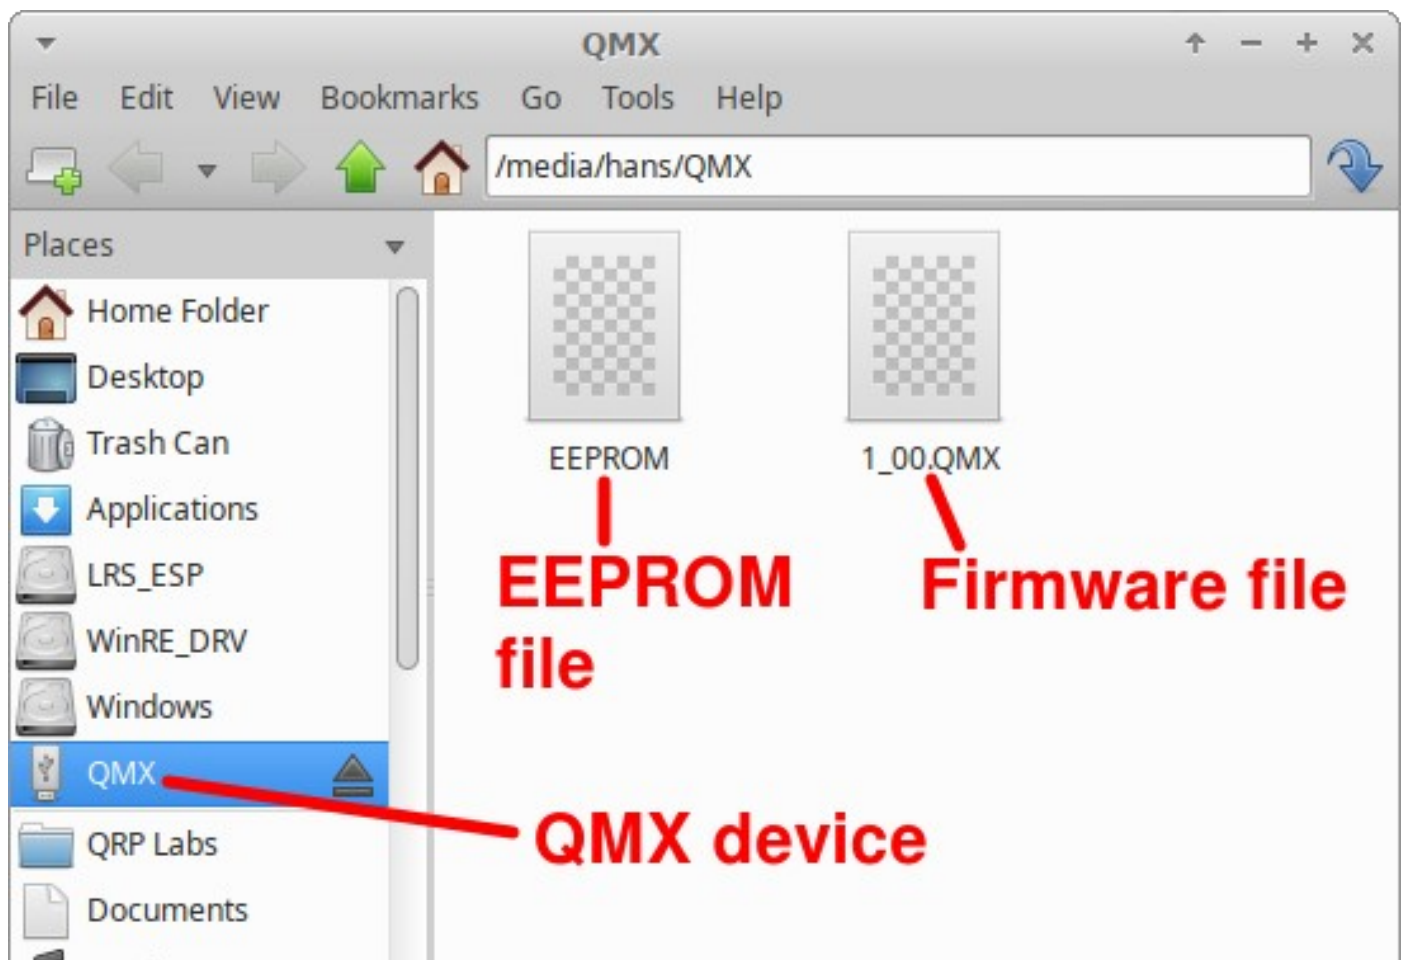 QMX
File Edit View Bookmarks Go Tools Help
/media/hans/QMX
Places
Home Folder
Desktop
Trash Can
Applications
LRS_ESP
WinRE_DRV
Windows
QMX
QRP Labs
Documents
EEPROM
1_00.QMX
EEPROM
file
Firmware file
QMX device